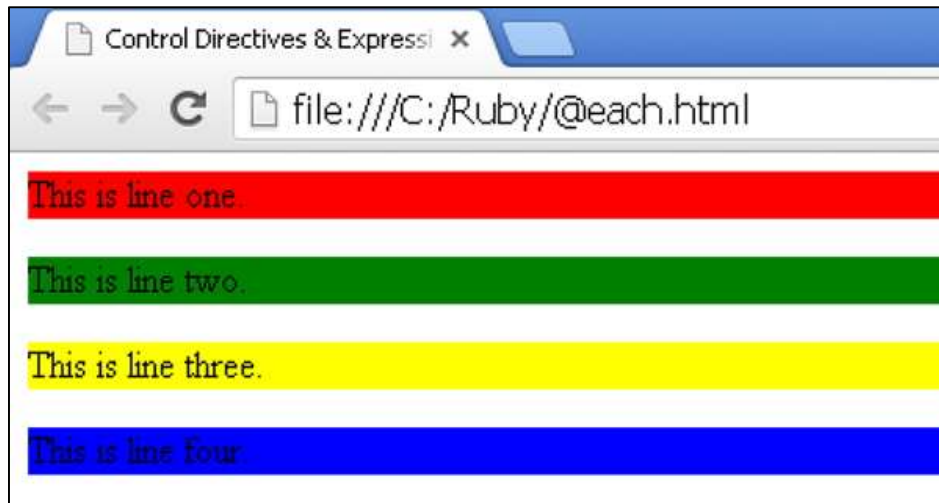 Control Directives & Expressi
file:///C:/Ruby/@each.html
This is line one.
This is line two.
This is line three.
This is line four.